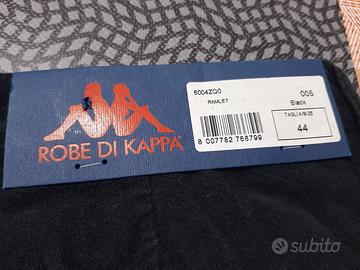 ROBE DI KAPPA
6004ZQ0
005
RAMLET
Black
TAGLIA/SIZE
44
8 007782 766799
subito